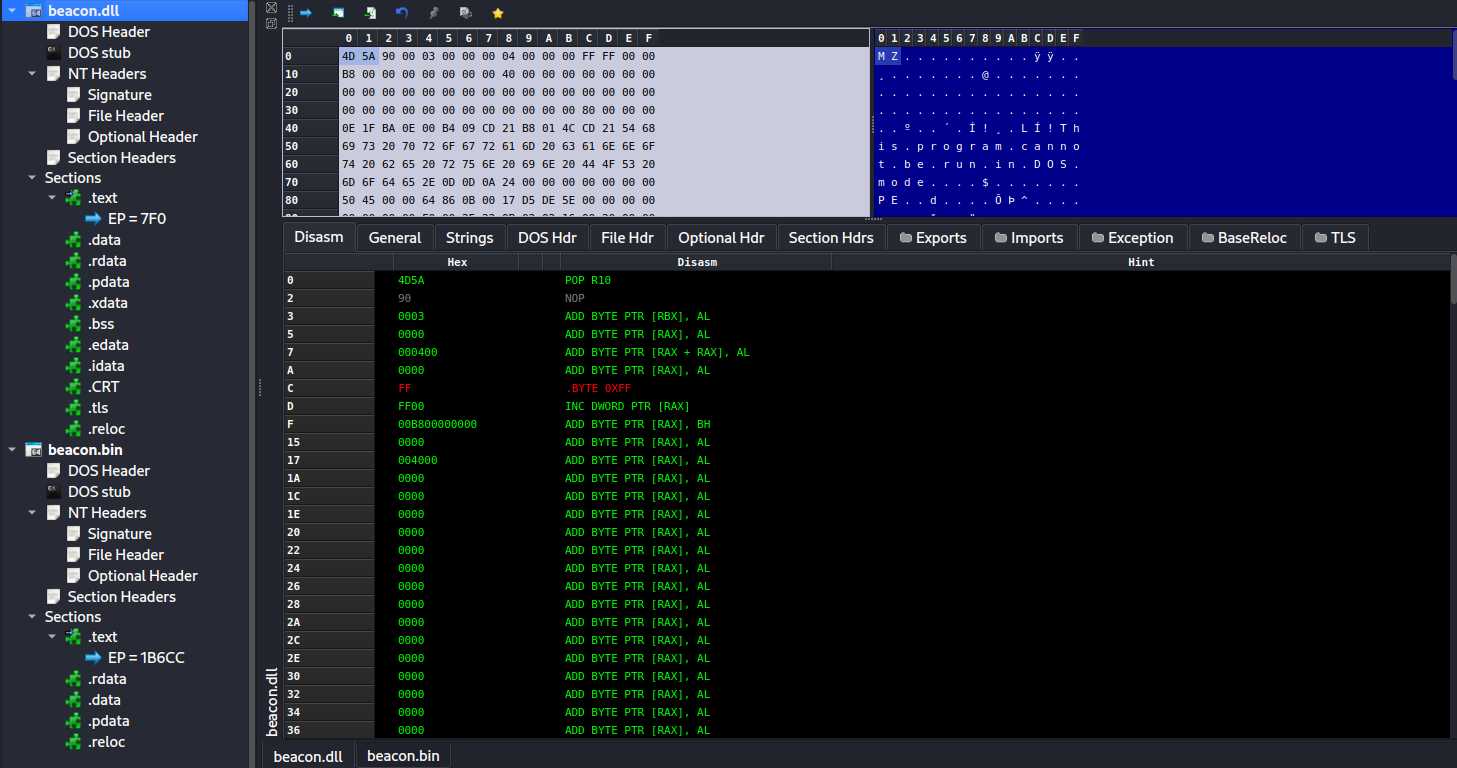 beacon.dll
DOS Header
DOS stub
NT Headers
Signature
File Header
Optional Header
Section Headers
Sections
.text
EP = 7F0
.data
.rdata
.pdata
.xdata
.bss
.edata
.idata
.CRT
.tls
.reloc
beacon.bin
DOS Header
DOS stub
NT Headers
Signature
File Header
Optional Header
Section Headers
Sections
.text
EP = 1B6CC
.rdata
.data
.pdata
.reloc
0 1 2 3 4 5 6 7 8 9 A B C D E F
0 4D 5A 90 00 03 00 00 00 04 00 00 00 FF FF 00 00
10 B8 00 00 00 00 00 00 00 40 00 00 00 00 00 00 00
20 00 00 00 00 00 00 00 00 00 00 00 00 00 00 00 00
30 00 00 00 00 00 00 00 00 00 00 00 00 80 00 00 00
40 0E 1F BA 0E 00 B4 09 CD 21 B8 01 4C CD 21 54 68
50 69 73 20 70 72 6F 67 72 61 6D 20 63 61 6E 6E 6F
60 74 20 62 65 20 72 75 6E 20 69 6E 20 44 4F 53 20
70 6D 6F 64 65 2E 0D 0D 0A 24 00 00 00 00 00 00 00
80 50 45 00 00 64 86 0B 00 17 D5 DE 5E 00 00 00 00
0 1 2 3 4 5 6 7 8 9 A B C D E F
M Z . . . . . . . . . . ÿ ÿ . .
¸ . . . . . . . @ . . . . . . .
. . . . . . . . . . . . . . . .
. . . . . . . . . . . . . . . .
. . º . . ´ . Í ! ¸ . L Í ! T h
i s . p r o g r a m . c a n n o
t . b e . r u n . i n . D O S .
m o d e . . . . $ . . . . . . .
P E . . d . . . . Õ Þ ^ . . . .
Disasm General Strings DOS Hdr File Hdr Optional Hdr Section Hdrs Exports Imports Exception BaseReloc TLS
Hex Disasm Hint
0 4D5A POP R10
2 90 NOP
3 0003 ADD BYTE PTR [RBX], AL
5 0000 ADD BYTE PTR [RAX], AL
7 000400 ADD BYTE PTR [RAX + RAX], AL
A 0000 ADD BYTE PTR [RAX], AL
C FF .BYTE 0XFF
D FF00 INC DWORD PTR [RAX]
F 00B800000000 ADD BYTE PTR [RAX], BH
15 0000 ADD BYTE PTR [RAX], AL
17 004000 ADD BYTE PTR [RAX], AL
1A 0000 ADD BYTE PTR [RAX], AL
1C 0000 ADD BYTE PTR [RAX], AL
1E 0000 ADD BYTE PTR [RAX], AL
20 0000 ADD BYTE PTR [RAX], AL
22 0000 ADD BYTE PTR [RAX], AL
24 0000 ADD BYTE PTR [RAX], AL
26 0000 ADD BYTE PTR [RAX], AL
28 0000 ADD BYTE PTR [RAX], AL
2A 0000 ADD BYTE PTR [RAX], AL
2C 0000 ADD BYTE PTR [RAX], AL
2E 0000 ADD BYTE PTR [RAX], AL
30 0000 ADD BYTE PTR [RAX], AL
32 0000 ADD BYTE PTR [RAX], AL
34 0000 ADD BYTE PTR [RAX], AL
36 0000 ADD BYTE PTR [RAX], AL
beacon.dll
beacon.dll beacon.bin